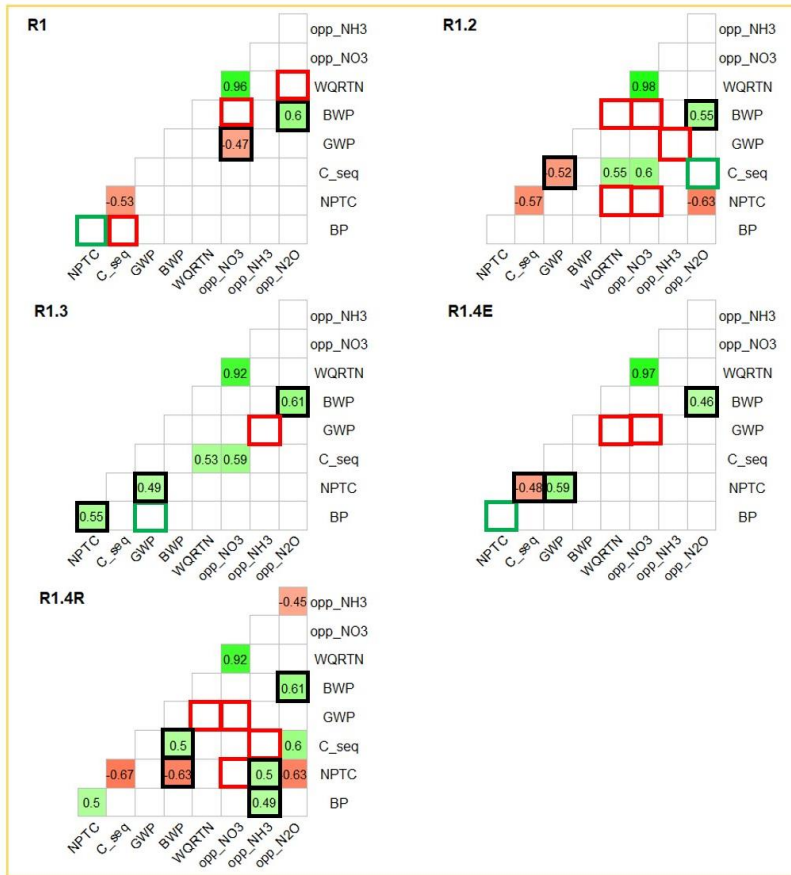 R1
opp_NH3
opp_NO3
0.96 WQRTN
0.6 BWP
-0.47 GWP
C_seq
-0.53 NPTC
BP
NPTC C_seq GWP BWP WQRTN opp_NO3 opp_NH3 opp_N2O
R1.2
opp_NH3
opp_NO3
0.98 WQRTN
0.55 BWP
GWP
-0.52 0.55 0.6 C_seq
-0.57 -0.63 NPTC
BP
NPTC C_seq GWP BWP WQRTN opp_NO3 opp_NH3 opp_N2O
R1.3
opp_NH3
opp_NO3
0.92 WQRTN
0.61 BWP
GWP
0.53 0.59 C_seq
0.49 NPTC
0.55 BP
NPTC C_seq GWP BWP WQRTN opp_NO3 opp_NH3 opp_N2O
R1.4E
opp_NH3
opp_NO3
0.97 WQRTN
0.46 BWP
GWP
C_seq
-0.48 0.59 NPTC
BP
NPTC C_seq GWP BWP WQRTN opp_NO3 opp_NH3 opp_N2O
R1.4R
-0.45 opp_NH3
opp_NO3
0.92 WQRTN
0.61 BWP
GWP
0.5 0.6 C_seq
-0.67 -0.63 0.5 -0.63 NPTC
0.5 0.49 BP
NPTC C_seq GWP BWP WQRTN opp_NO3 opp_NH3 opp_N2O